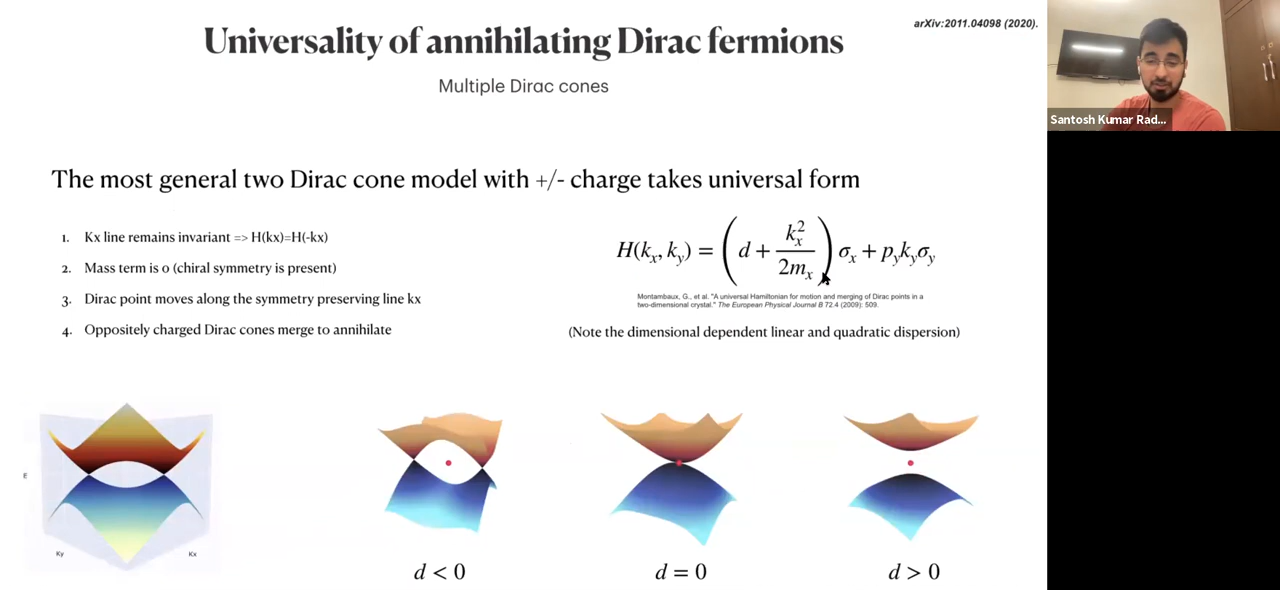 arXiv:2011.04098 (2020).
Universality of annihilating Dirac fermions
Multiple Dirac cones
Santosh Kumar Rad...
The most general two Dirac cone model with +/- charge takes universal form
1. Kx line remains invariant => H(kx)=H(-kx)
2. Mass term is 0 (chiral symmetry is present)
3. Dirac point moves along the symmetry preserving line kx
4. Oppositely charged Dirac cones merge to annihilate
H(kₓ, k_y) = (d + kₓ²/2mₓ) σₓ + p_y k_y σ_y
Montambaux, G., et al. "A universal Hamiltonian for motion and merging of Dirac points in a
two-dimensional crystal." The European Physical Journal B 72.4 (2009): 509.
(Note the dimensional dependent linear and quadratic dispersion)
E
Ky
Kx
d < 0
d = 0
d > 0